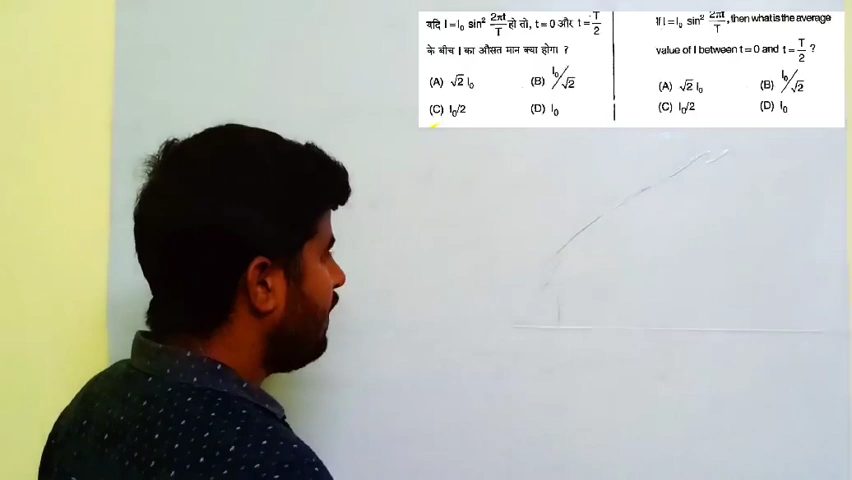 यदि I = I₀ sin² 2πt/T हो तो, t = 0 और t = T/2
के बीच I का औसत मान क्या होगा ?
(A) √2 I₀ (B) I₀/√2
(C) I₀/2 (D) I₀
If I = I₀ sin² 2πt/T, then what is the average
value of I between t = 0 and t = T/2 ?
(A) √2 I₀ (B) I₀/√2
(C) I₀/2 (D) I₀